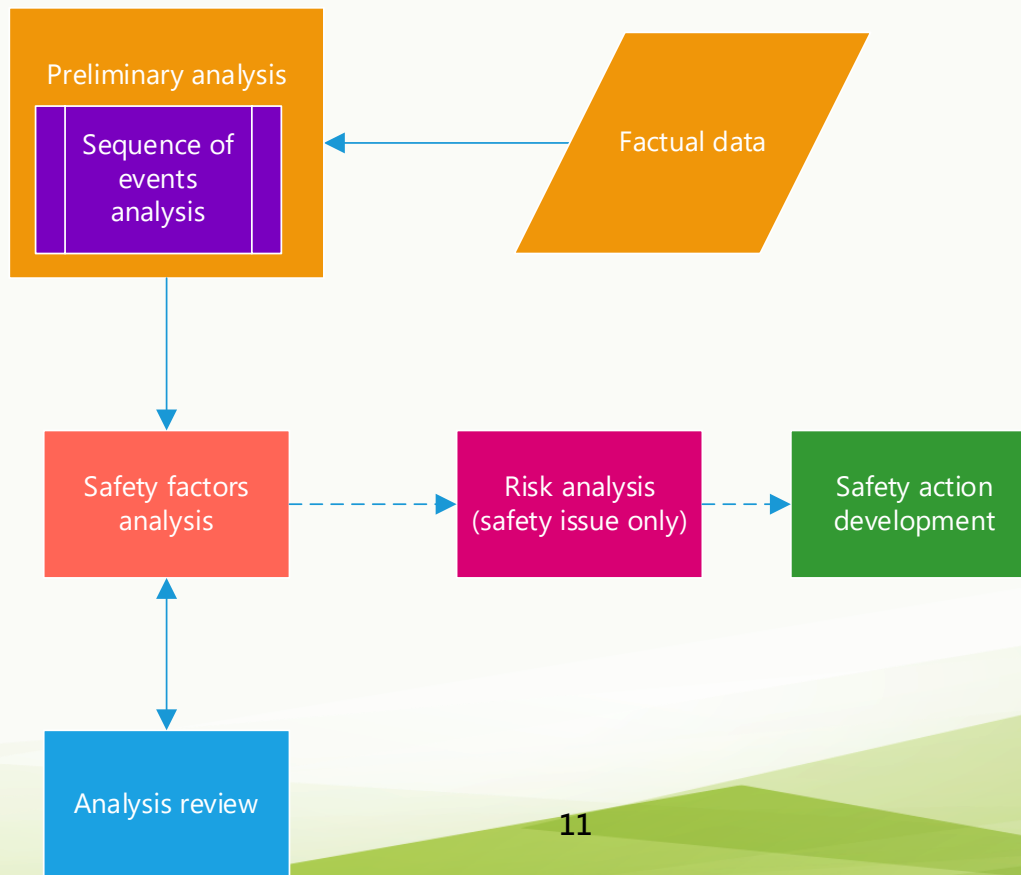 Preliminary analysis
Sequence of
events
analysis
Factual data
Safety factors
analysis
Risk analysis
(safety issue only)
Safety action
development
Analysis review
11